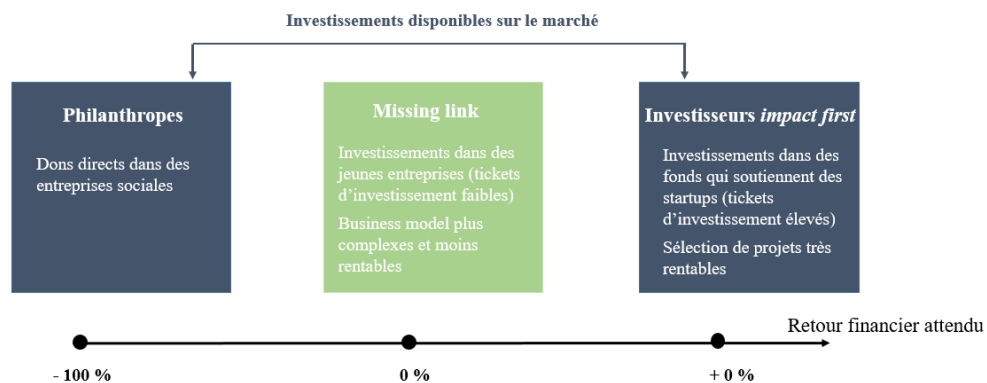 Investissements disponibles sur le marché
Philanthropes
Dons directs dans des
entreprises sociales
Missing link
Investissements dans des
jeunes entreprises (tickets
d’investissement faibles)
Business model plus
complexes et moins
rentables
Investisseurs impact first
Investissements dans des
fonds qui soutiennent des
startups (tickets
d’investissement élevés)
Sélection de projets très
rentables
Retour financier attendu
- 100 %
0 %
+ 0 %